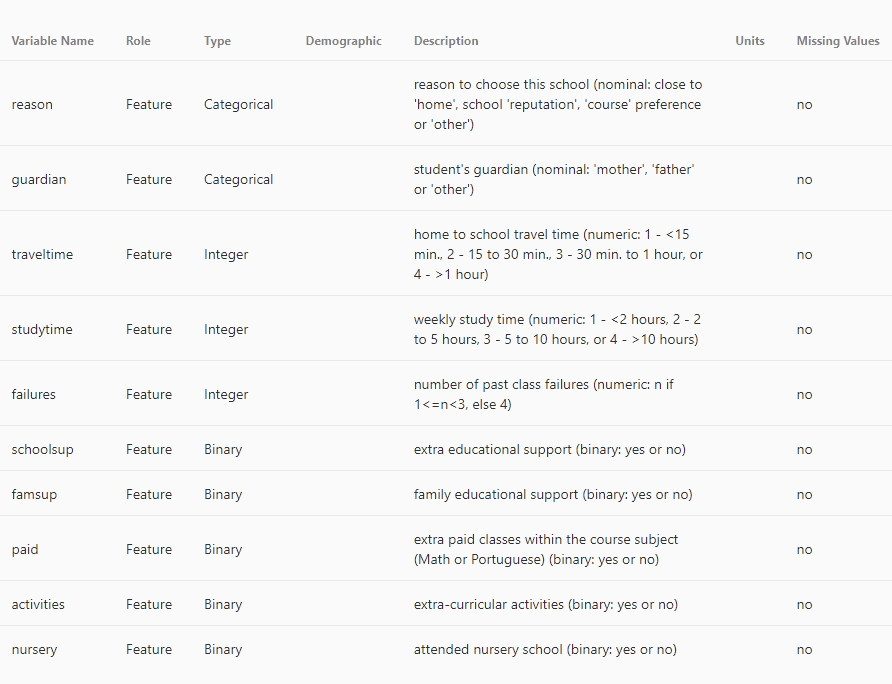 Variable Name Role Type Demographic Description Units Missing Values
reason to choose this school (nominal: close to
reason Feature Categorical 'home', school 'reputation', 'course' preference no
or 'other')
student's guardian (nominal: 'mother', 'father'
guardian Feature Categorical no
or 'other')
home to school travel time (numeric: 1 - <15
traveltime Feature Integer min., 2 - 15 to 30 min., 3 - 30 min. to 1 hour, or no
4 - >1 hour)
weekly study time (numeric: 1 - <2 hours, 2 - 2
studytime Feature Integer no
to 5 hours, 3 - 5 to 10 hours, or 4 - >10 hours)
number of past class failures (numeric: n if
failures Feature Integer no
1<=n<3, else 4)
schoolsup Feature Binary extra educational support (binary: yes or no) no
famsup Feature Binary family educational support (binary: yes or no) no
extra paid classes within the course subject
paid Feature Binary no
(Math or Portuguese) (binary: yes or no)
activities Feature Binary extra-curricular activities (binary: yes or no) no
nursery Feature Binary attended nursery school (binary: yes or no) no